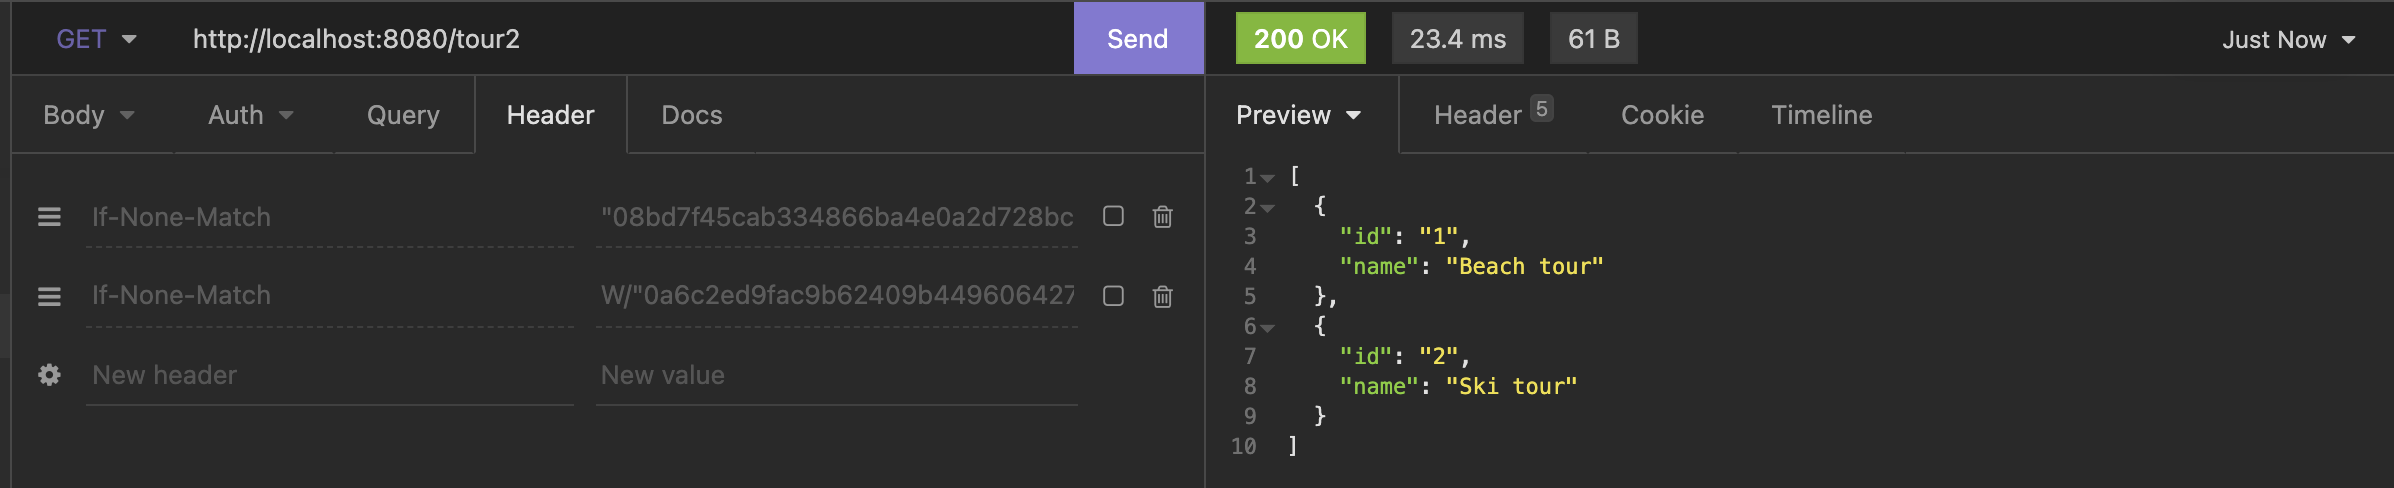 GET http://localhost:8080/tour2 Send
200 OK 23.4 ms 61 B Just Now
Body Auth Query Header Docs
Preview Header 5 Cookie Timeline
If-None-Match "08bd7f45cab334866ba4e0a2d728bc
If-None-Match W/"0a6c2ed9fac9b62409b449606427
New header New value
1 [
2 {
3 "id": "1",
4 "name": "Beach tour"
5 },
6 {
7 "id": "2",
8 "name": "Ski tour"
9 }
10 ]